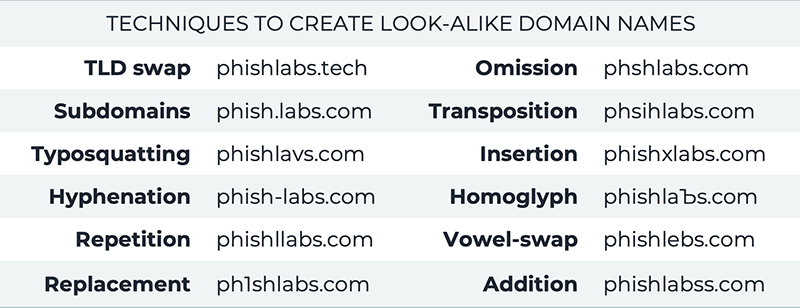 TECHNIQUES TO CREATE LOOK-ALIKE DOMAIN NAMES
TLD swap phishlabs.tech Omission phshlabs.com
Subdomains phish.labs.com Transposition phsihlabs.com
Typosquatting phishlavs.com Insertion phishxlabs.com
Hyphenation phish-labs.com Homoglyph phishlaЪs.com
Repetition phishllabs.com Vowel-swap phishlebs.com
Replacement ph1shlabs.com Addition phishlabss.com